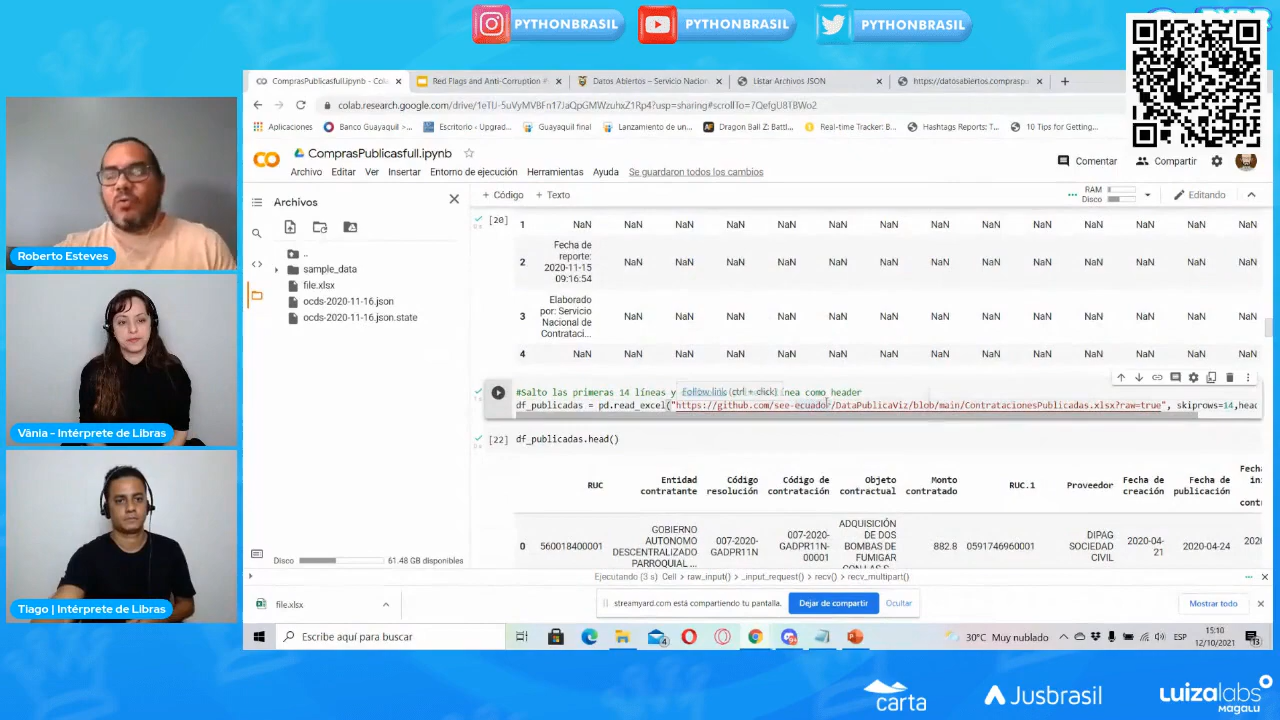 PYTHONBRASIL
PYTHONBRASIL
PYTHONBRASIL
ComprasPublicasfull.ipynb - Cola
Red Flags and Anti-Corruption
Datos Abiertos – Servicio Nacion
Listar Archivos JSON
https://datosabiertos.comprasp
colab.research.google.com/drive/
Aplicaciones
Banco Guayaquil >...
Escritorio ‹ Upgrad...
Guayaquil final
Lanzamiento de un...
Dragon Ball Z:
Real-time Tracker: B...
Hashtags Reports: T...
10 Tips for Getting...
ComprasPublicasfull.ipynb
Comentar
Compartir
Archivo Editar Ver Insertar Entorno de ejecución Herramientas Ayuda Se guardaron todos los cambios
Archivos
+ Código + Texto
RAM
Disco
Editando
..
sample_data
file.xlsx
ocds-2020-11-16.json
ocds-2020-11-16.json.state
Disco 61.48 GB disponibles
[20] 1 NaN NaN NaN NaN NaN NaN NaN NaN NaN NaN NaN NaN NaN NaN
2 Fecha de reporte: 2020-11-15 09:16:54 NaN NaN NaN NaN NaN NaN NaN NaN NaN NaN NaN NaN NaN
3 Elaborado por: Servicio Nacional de Contrataci... NaN NaN NaN NaN NaN NaN NaN NaN NaN NaN NaN NaN NaN
4 NaN NaN NaN NaN NaN NaN NaN NaN NaN NaN NaN NaN NaN NaN
Follow link (ctrl + click)
#Salto las primeras 14 líneas y ínea como header
df_publicadas = pd.read_excel("https://github.com/see-ecuador/DataPublicaViz/blob/main/ContratacionesPublicadas.xlsx?raw=true", skiprows=14,head
[22] df_publicadas.head()
RUC
Entidad contratante
Código resolución
Código de contratación
Objeto contractual
Monto contratado
RUC.1
Proveedor
Fecha de creación
Fecha de publicación
0
560018400001
GOBIERNO AUTONOMO DESCENTRALIZADO PARROQUIAL ...
007-2020-GADPR11N
007-2020-GADPR11N-00001
ADQUISICIÓN DE DOS BOMBAS DE FUMIGAR
882.8
0591746960001
DIPAG SOCIEDAD CIVIL
2020-04-21
2020-04-24
Ejecutando (3 s) Cell > raw_input() > _input_request() > recv() > recv_multipart()
file.xlsx
streamyard.com está compartiendo tu pantalla.
Dejar de compartir
Ocultar
Mostrar todo
Escribe aquí para buscar
4
30°C Muy nublado
ESP
15:10
12/10/2021
13
Roberto Esteves
Vânia - Intérprete de Libras
Tiago | Intérprete de Libras
carta
Jusbrasil
luizalabs
MAGALU